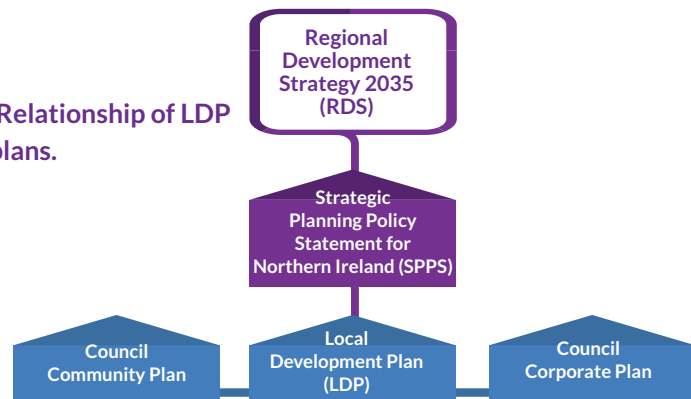 Relationship of LDP
plans.
Regional
Development
Strategy 2035
(RDS)
Strategic
Planning Policy
Statement for
Northern Ireland (SPPS)
Council
Community Plan
Local
Development Plan
(LDP)
Council
Corporate Plan